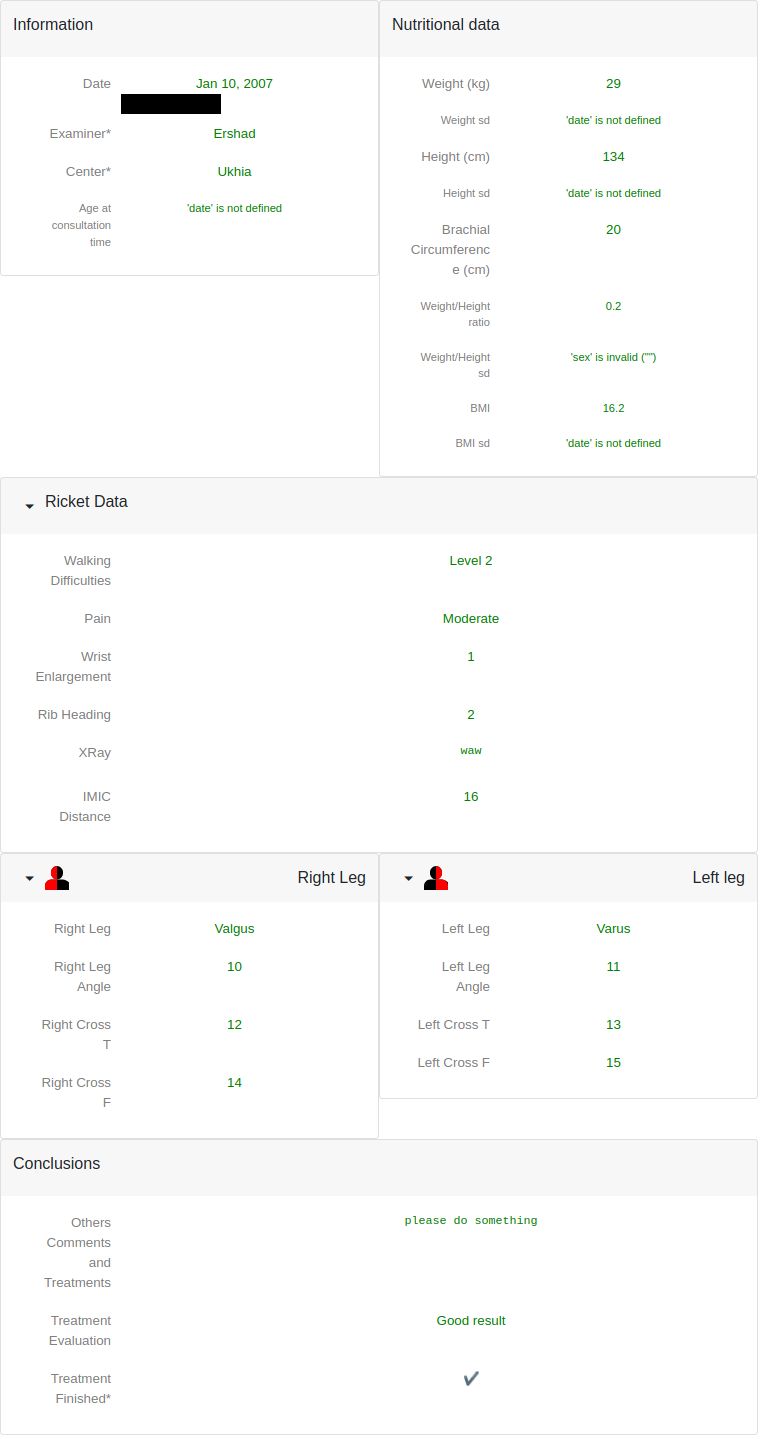 Information
Date Jan 10, 2007
Examiner* Ershad
Center* Ukhia
Age at 'date' is not defined
consultation
time
Nutritional data
Weight (kg) 29
Weight sd 'date' is not defined
Height (cm) 134
Height sd 'date' is not defined
Brachial 20
Circumferenc
e (cm)
Weight/Height 0.2
ratio
Weight/Height 'sex' is invalid ("")
sd
BMI 16.2
BMI sd 'date' is not defined
Ricket Data
Walking Level 2
Difficulties
Pain Moderate
Wrist 1
Enlargement
Rib Heading 2
XRay waw
IMIC 16
Distance
Right Leg
Right Leg Valgus
Right Leg 10
Angle
Right Cross 12
T
Right Cross 14
F
Left leg
Left Leg Varus
Left Leg 11
Angle
Left Cross T 13
Left Cross F 15
Conclusions
Others please do something
Comments
and
Treatments
Treatment Good result
Evaluation
Treatment ✔
Finished*